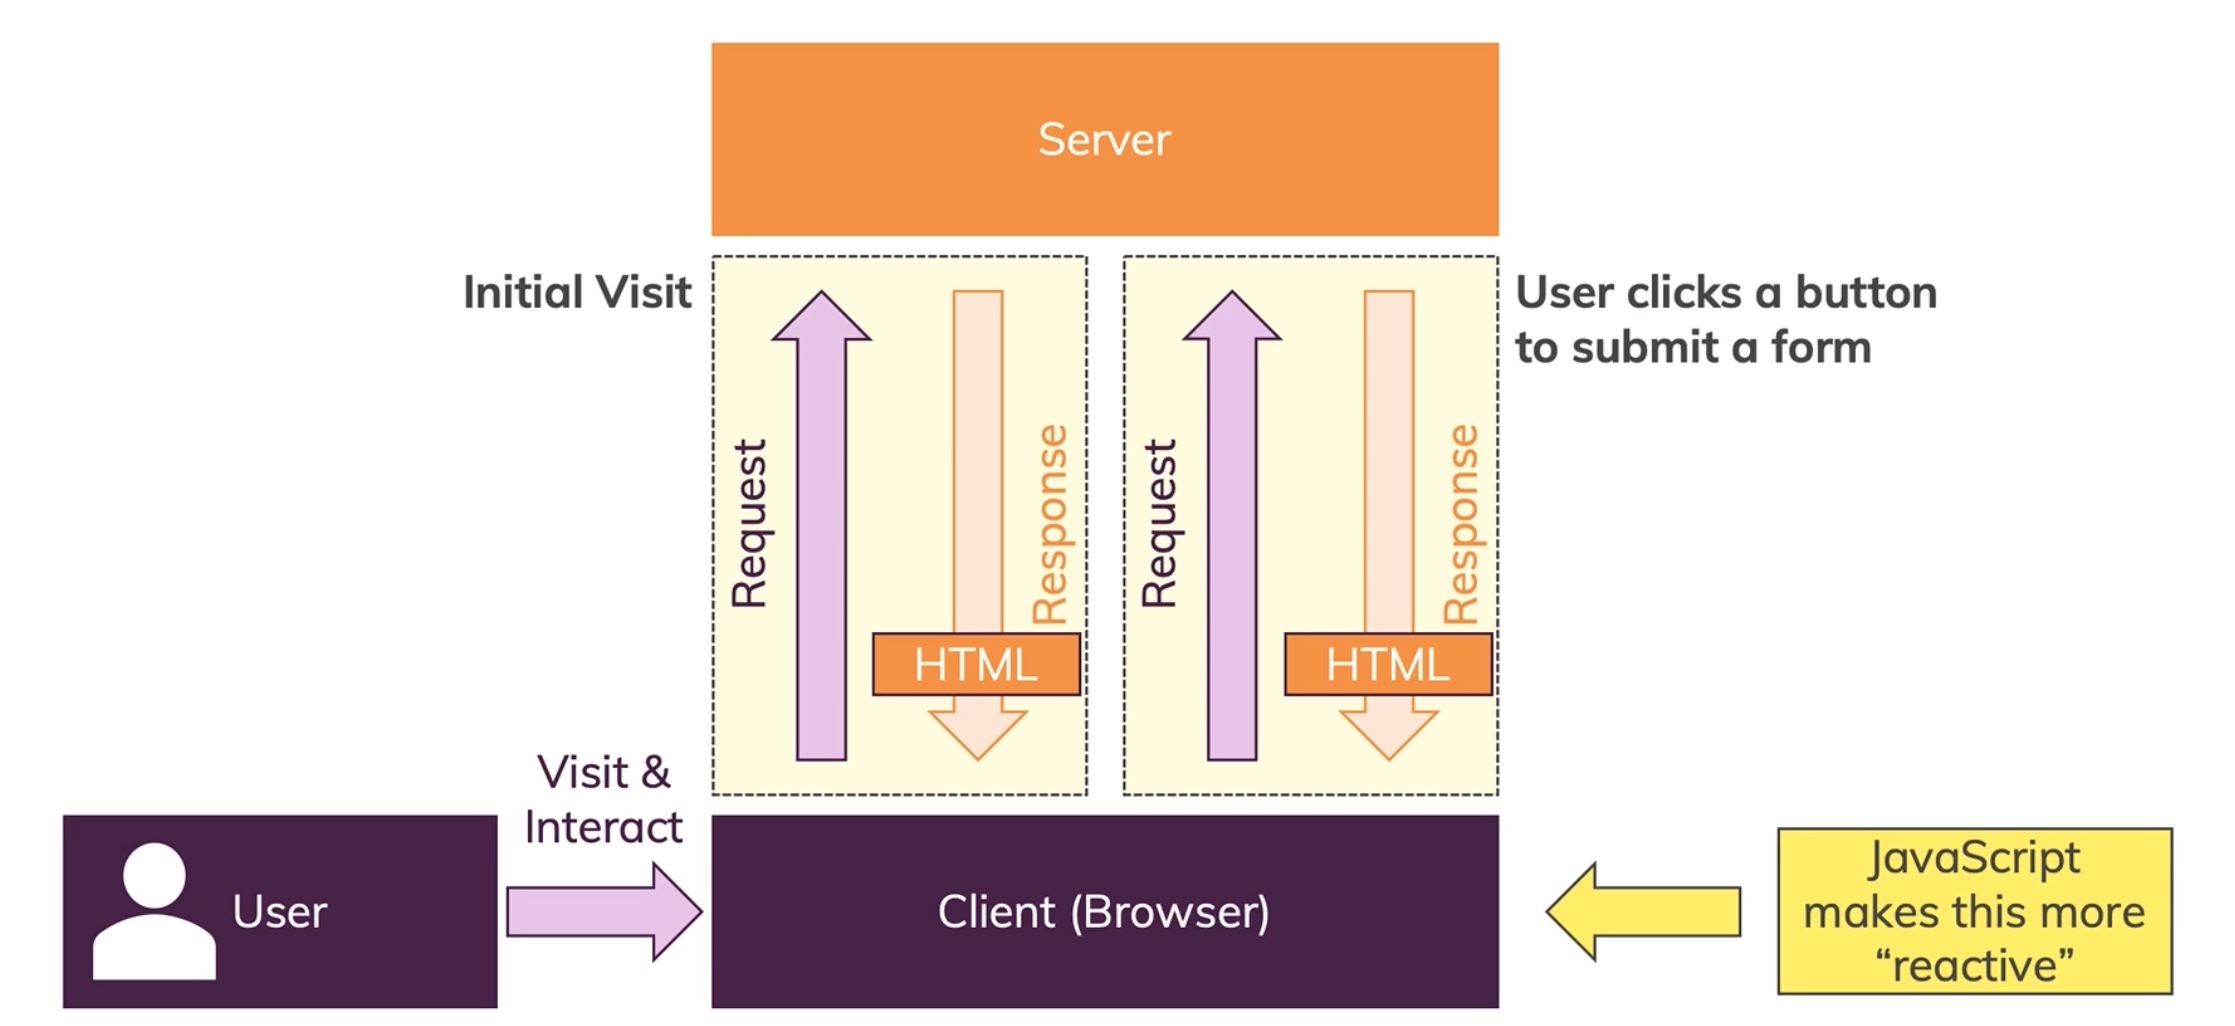 Server
Initial Visit
Request
Response
HTML
Request
Response
HTML
User clicks a button
to submit a form
Visit &
Interact
User
Client (Browser)
JavaScript
makes this more
“reactive”